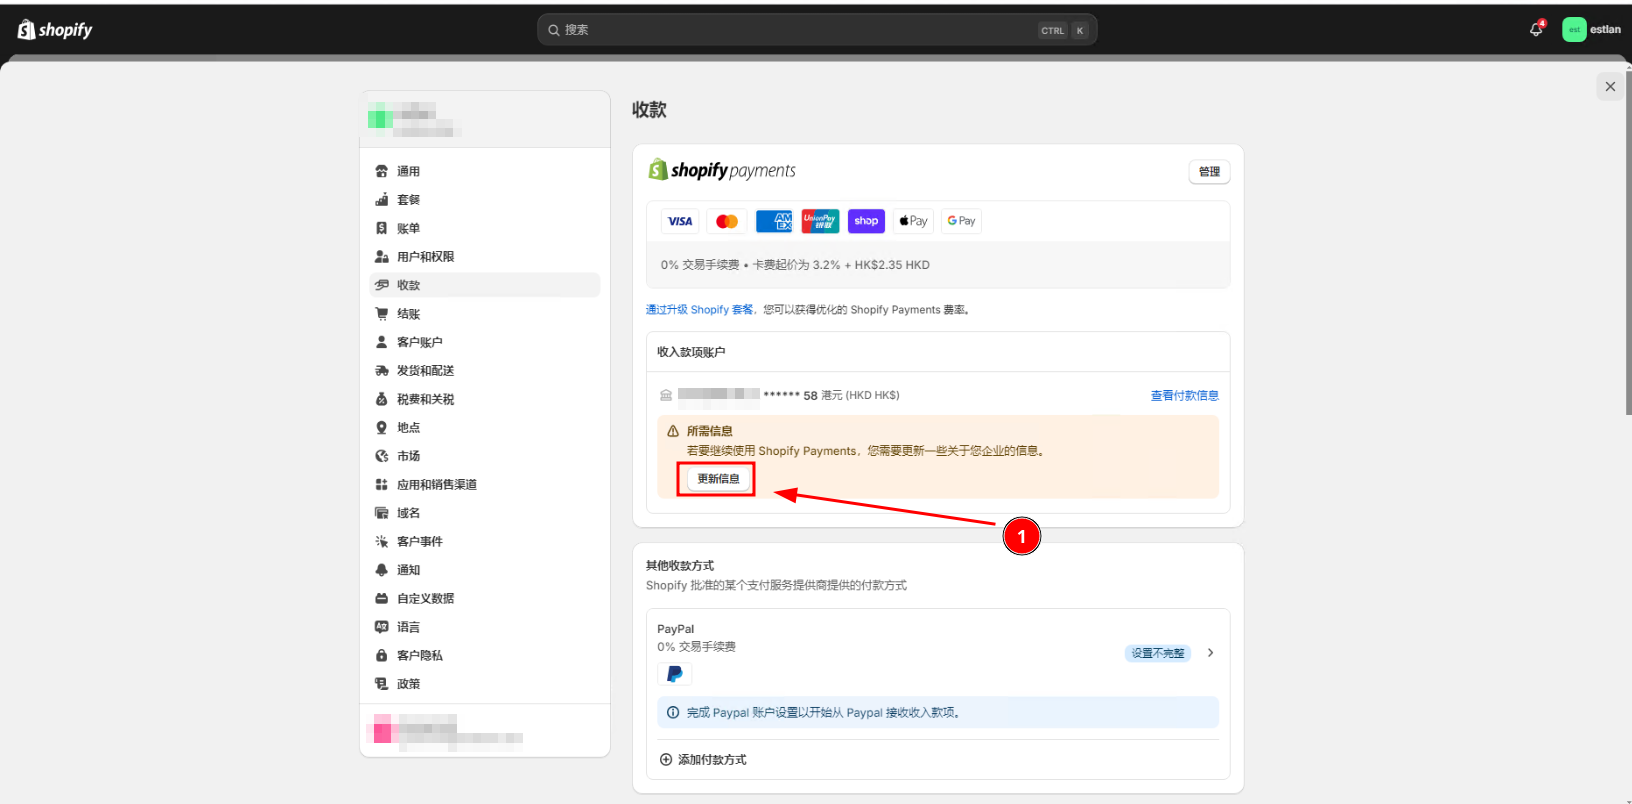 shopify
搜索
CTRL K
4
est
estlan
通用
套餐
账单
用户和权限
收款
结账
客户账户
发货和配送
税费和关税
地点
市场
应用和销售渠道
域名
客户事件
通知
自定义数据
语言
客户隐私
政策
收款
shopify payments
管理
VISA
AM EX
UnionPay 银联
shop
Pay
G Pay
0% 交易手续费 • 卡费起价为 3.2% + HK$2.35 HKD
通过升级 Shopify 套餐，您可以获得优化的 Shopify Payments 费率。
收入款项账户
****** 58 港元 (HKD HK$)
查看付款信息
所需信息
若要继续使用 Shopify Payments，您需要更新一些关于您企业的信息。
更新信息
1
其他收款方式
Shopify 批准的某个支付服务提供商提供的付款方式
PayPal
0% 交易手续费
设置不完整
完成 Paypal 账户设置以开始从 Paypal 接收收入款项。
添加付款方式